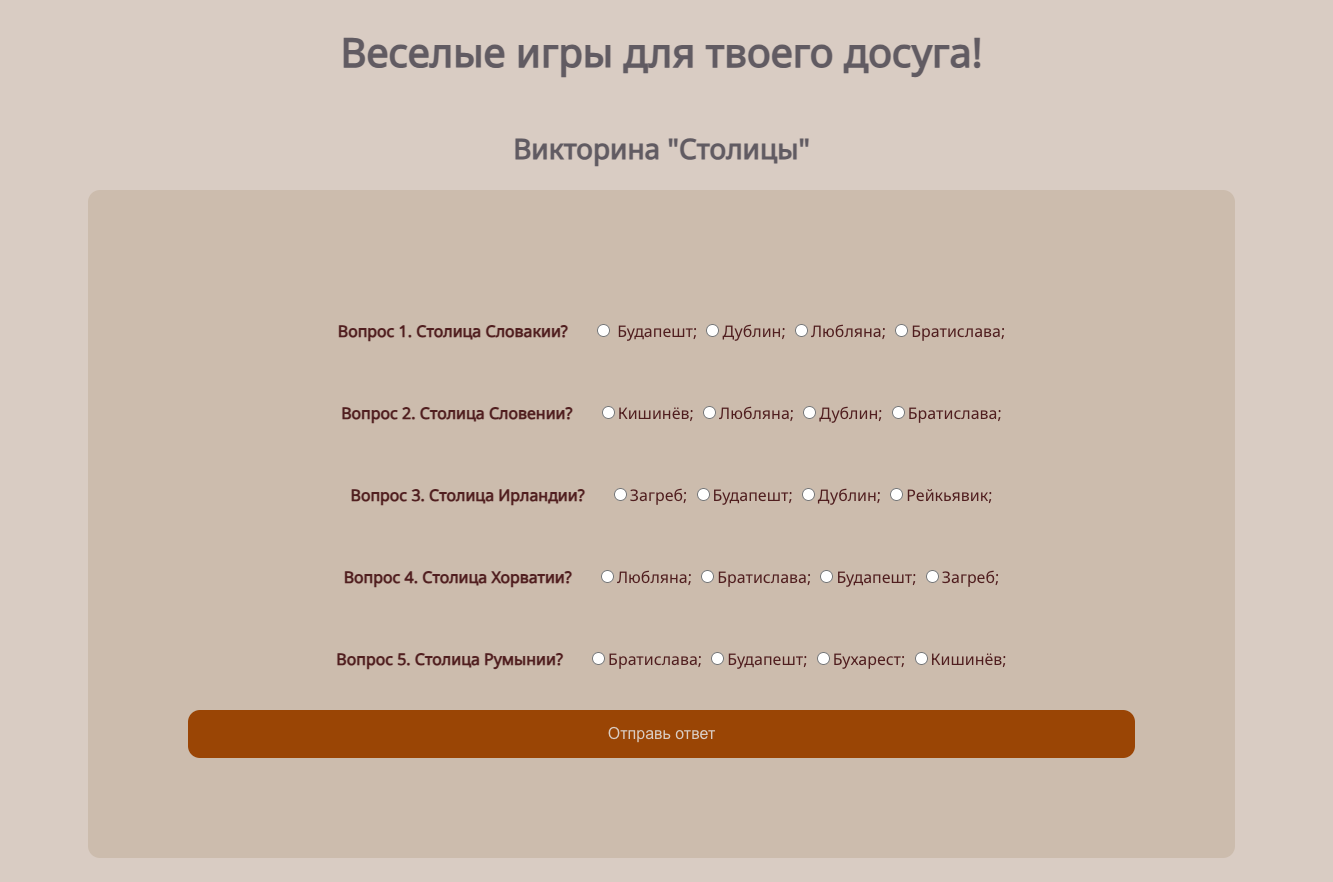 Веселые игры для твоего досуга!
Викторина "Столицы"
Вопрос 1. Столица Словакии? Будапешт; Дублин; Любляна; Братислава;
Вопрос 2. Столица Словении? Кишинёв; Любляна; Дублин; Братислава;
Вопрос 3. Столица Ирландии? Загреб; Будапешт; Дублин; Рейкьявик;
Вопрос 4. Столица Хорватии? Любляна; Братислава; Будапешт; Загреб;
Вопрос 5. Столица Румынии? Братислава; Будапешт; Бухарест; Кишинёв;
Отправь ответ